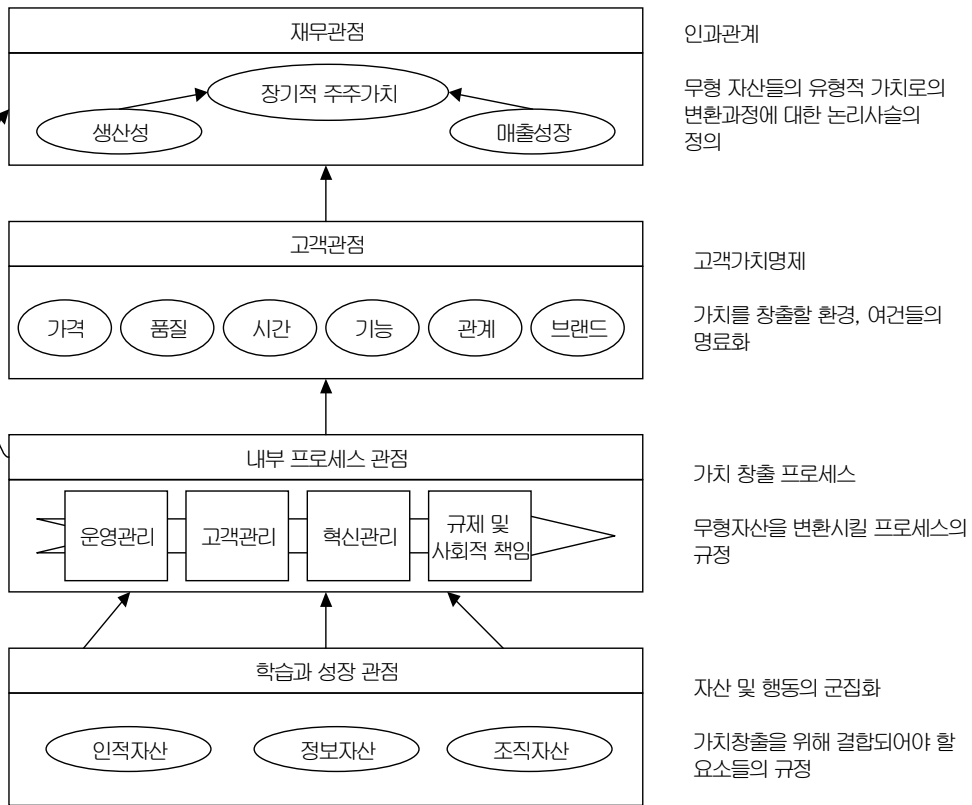 재무관점
장기적 주주가치
생산성
매출성장
인과관계
무형 자산들의 유형적 가치로의
변환과정에 대한 논리사슬의
정의
고객관점
가격
품질
시간
기능
관계
브랜드
고객가치명제
가치를 창출할 환경, 여건들의
명료화
내부 프로세스 관점
운영관리
고객관리
혁신관리
규제 및
사회적 책임
가치 창출 프로세스
무형자산을 변환시킬 프로세스의
규정
학습과 성장 관점
인적자산
정보자산
조직자산
자산 및 행동의 군집화
가치창출을 위해 결합되어야 할
요소들의 규정